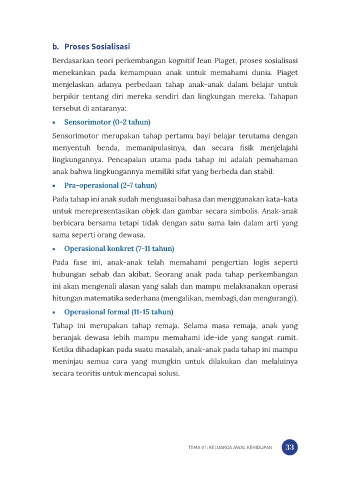 b. Proses Sosialisasi
Berdasarkan teori perkembangan kognitif Jean Piaget, proses sosialisasi
menekankan pada kemampuan anak untuk memahami dunia. Piaget
menjelaskan adanya perbedaan tahap anak-anak dalam belajar untuk
berpikir tentang diri mereka sendiri dan lingkungan mereka. Tahapan
tersebut di antaranya:
▪ Sensorimotor (0-2 tahun)
Sensorimotor merupakan tahap pertama bayi belajar terutama dengan
menyentuh benda, memanipulasinya, dan secara fisik menjelajahi
lingkungannya. Pencapaian utama pada tahap ini adalah pemahaman
anak bahwa lingkungannya memiliki sifat yang berbeda dan stabil.
▪ Pra-operasional (2-7 tahun)
Pada tahap ini anak sudah menguasai bahasa dan menggunakan kata-kata
untuk merepresentasikan objek dan gambar secara simbolis. Anak-anak
berbicara bersama tetapi tidak dengan satu sama lain dalam arti yang
sama seperti orang dewasa.
▪ Operasional konkret (7-11 tahun)
Pada fase ini, anak-anak telah memahami pengertian logis seperti
hubungan sebab dan akibat. Seorang anak pada tahap perkembangan
ini akan mengenali alasan yang salah dan mampu melaksanakan operasi
hitungan matematika sederhana (mengalikan, membagi, dan mengurangi).
▪ Operasional formal (11-15 tahun)
Tahap ini merupakan tahap remaja. Selama masa remaja, anak yang
beranjak dewasa lebih mampu memahami ide-ide yang sangat rumit.
Ketika dihadapkan pada suatu masalah, anak-anak pada tahap ini mampu
meninjau semua cara yang mungkin untuk dilakukan dan melaluinya
secara teoritis untuk mencapai solusi.
TEMA 01: KELUARGA AWAL KEHIDUPAN 33